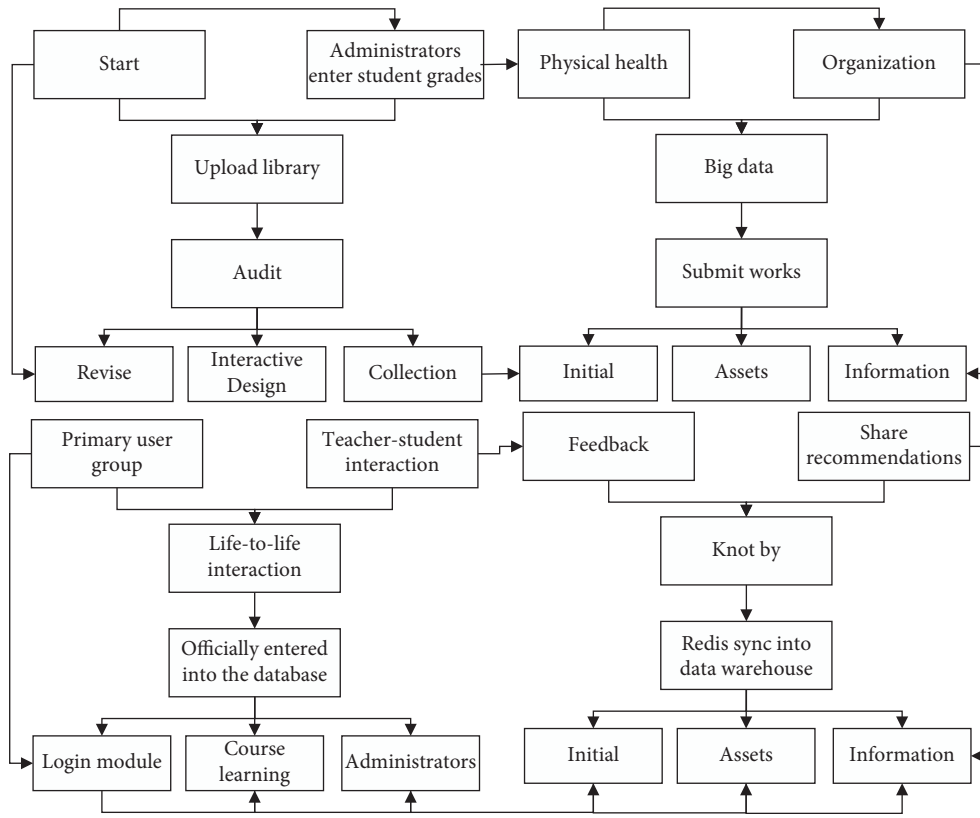 Start
Administrators
enter student grades
Physical health
Organization
Upload library
Big data
Audit
Submit works
Revise
Interactive
Design
Collection
Initial
Assets
Information
Primary user
group
Teacher-student
interaction
Feedback
Share
recommendations
Life-to-life
interaction
Knot by
Officially entered
into the database
Redis sync into
data warehouse
Login module
Course
learning
Administrators
Initial
Assets
Information